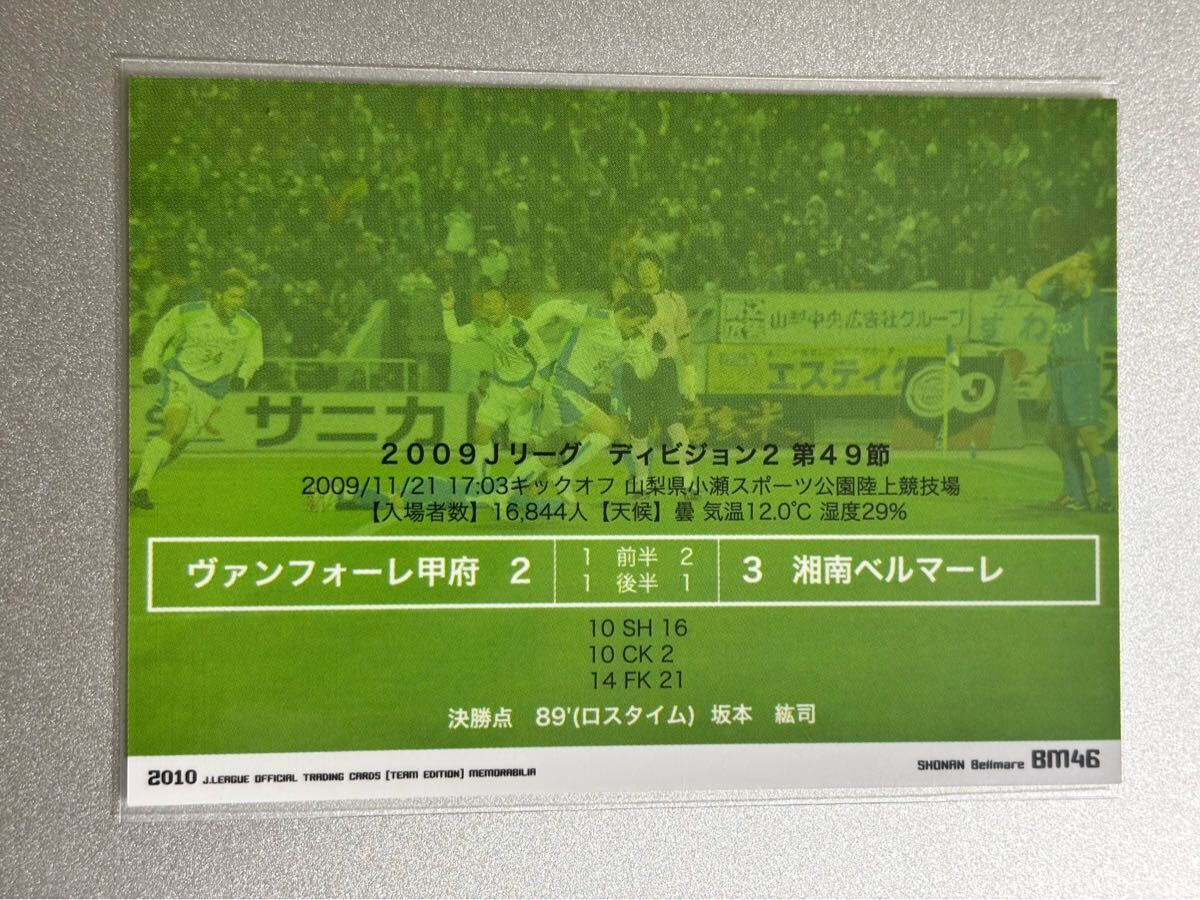 34
山梨中央広告社グループ
エスティ
サニカ
J
２００９Ｊリーグ　ディビジョン２ 第４９節
2009/11/21 17:03キックオフ 山梨県小瀬スポーツ公園陸上競技場
【入場者数】16,844人【天候】曇 気温12.0℃ 湿度29%
ヴァンフォーレ甲府　2　1　前半　2　3　湘南ベルマーレ
1　後半　1
10 SH 16
10 CK 2
14 FK 21
決勝点　89'(ロスタイム)　坂本　紘司
2010 J.LEAGUE OFFICIAL TRADING CARDS [TEAM EDITION] MEMORABILIA　SHONAN Bellmare BM46